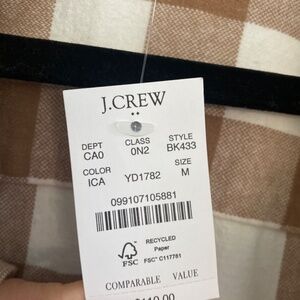 J.CREW
DEPT CLASS STYLE
CA0 0N2 BK433
COLOR SIZE
ICA YD1782 M
099107105881
RECYCLED
Paper
FSC FSC® C117781
COMPARABLE VALUE